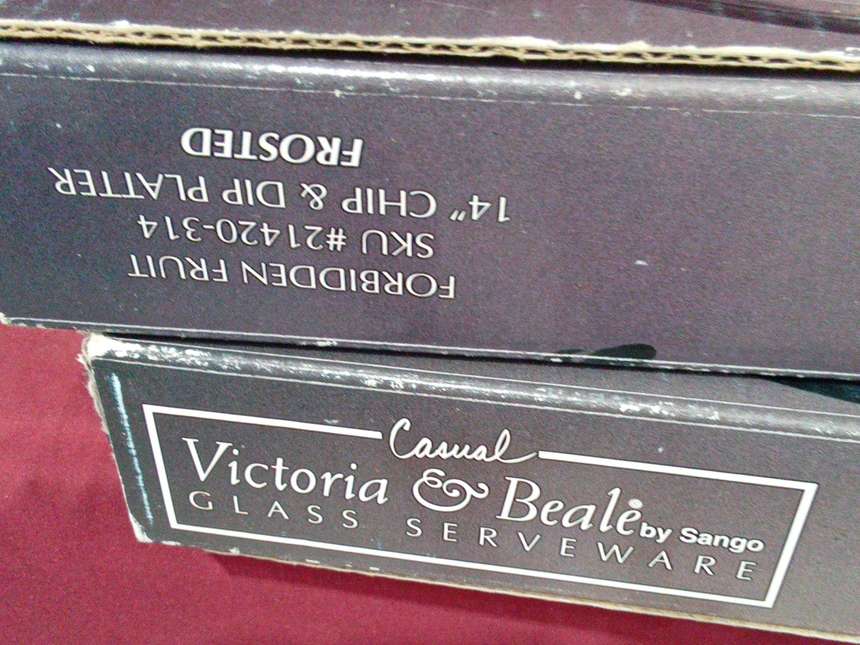 FORBIDDEN FRUIT
SKU #21420-314
14" CHIP & DIP PLATTER
FROSTED
Casual
Victoria & Beale by Sango
GLASS SERVEWARE